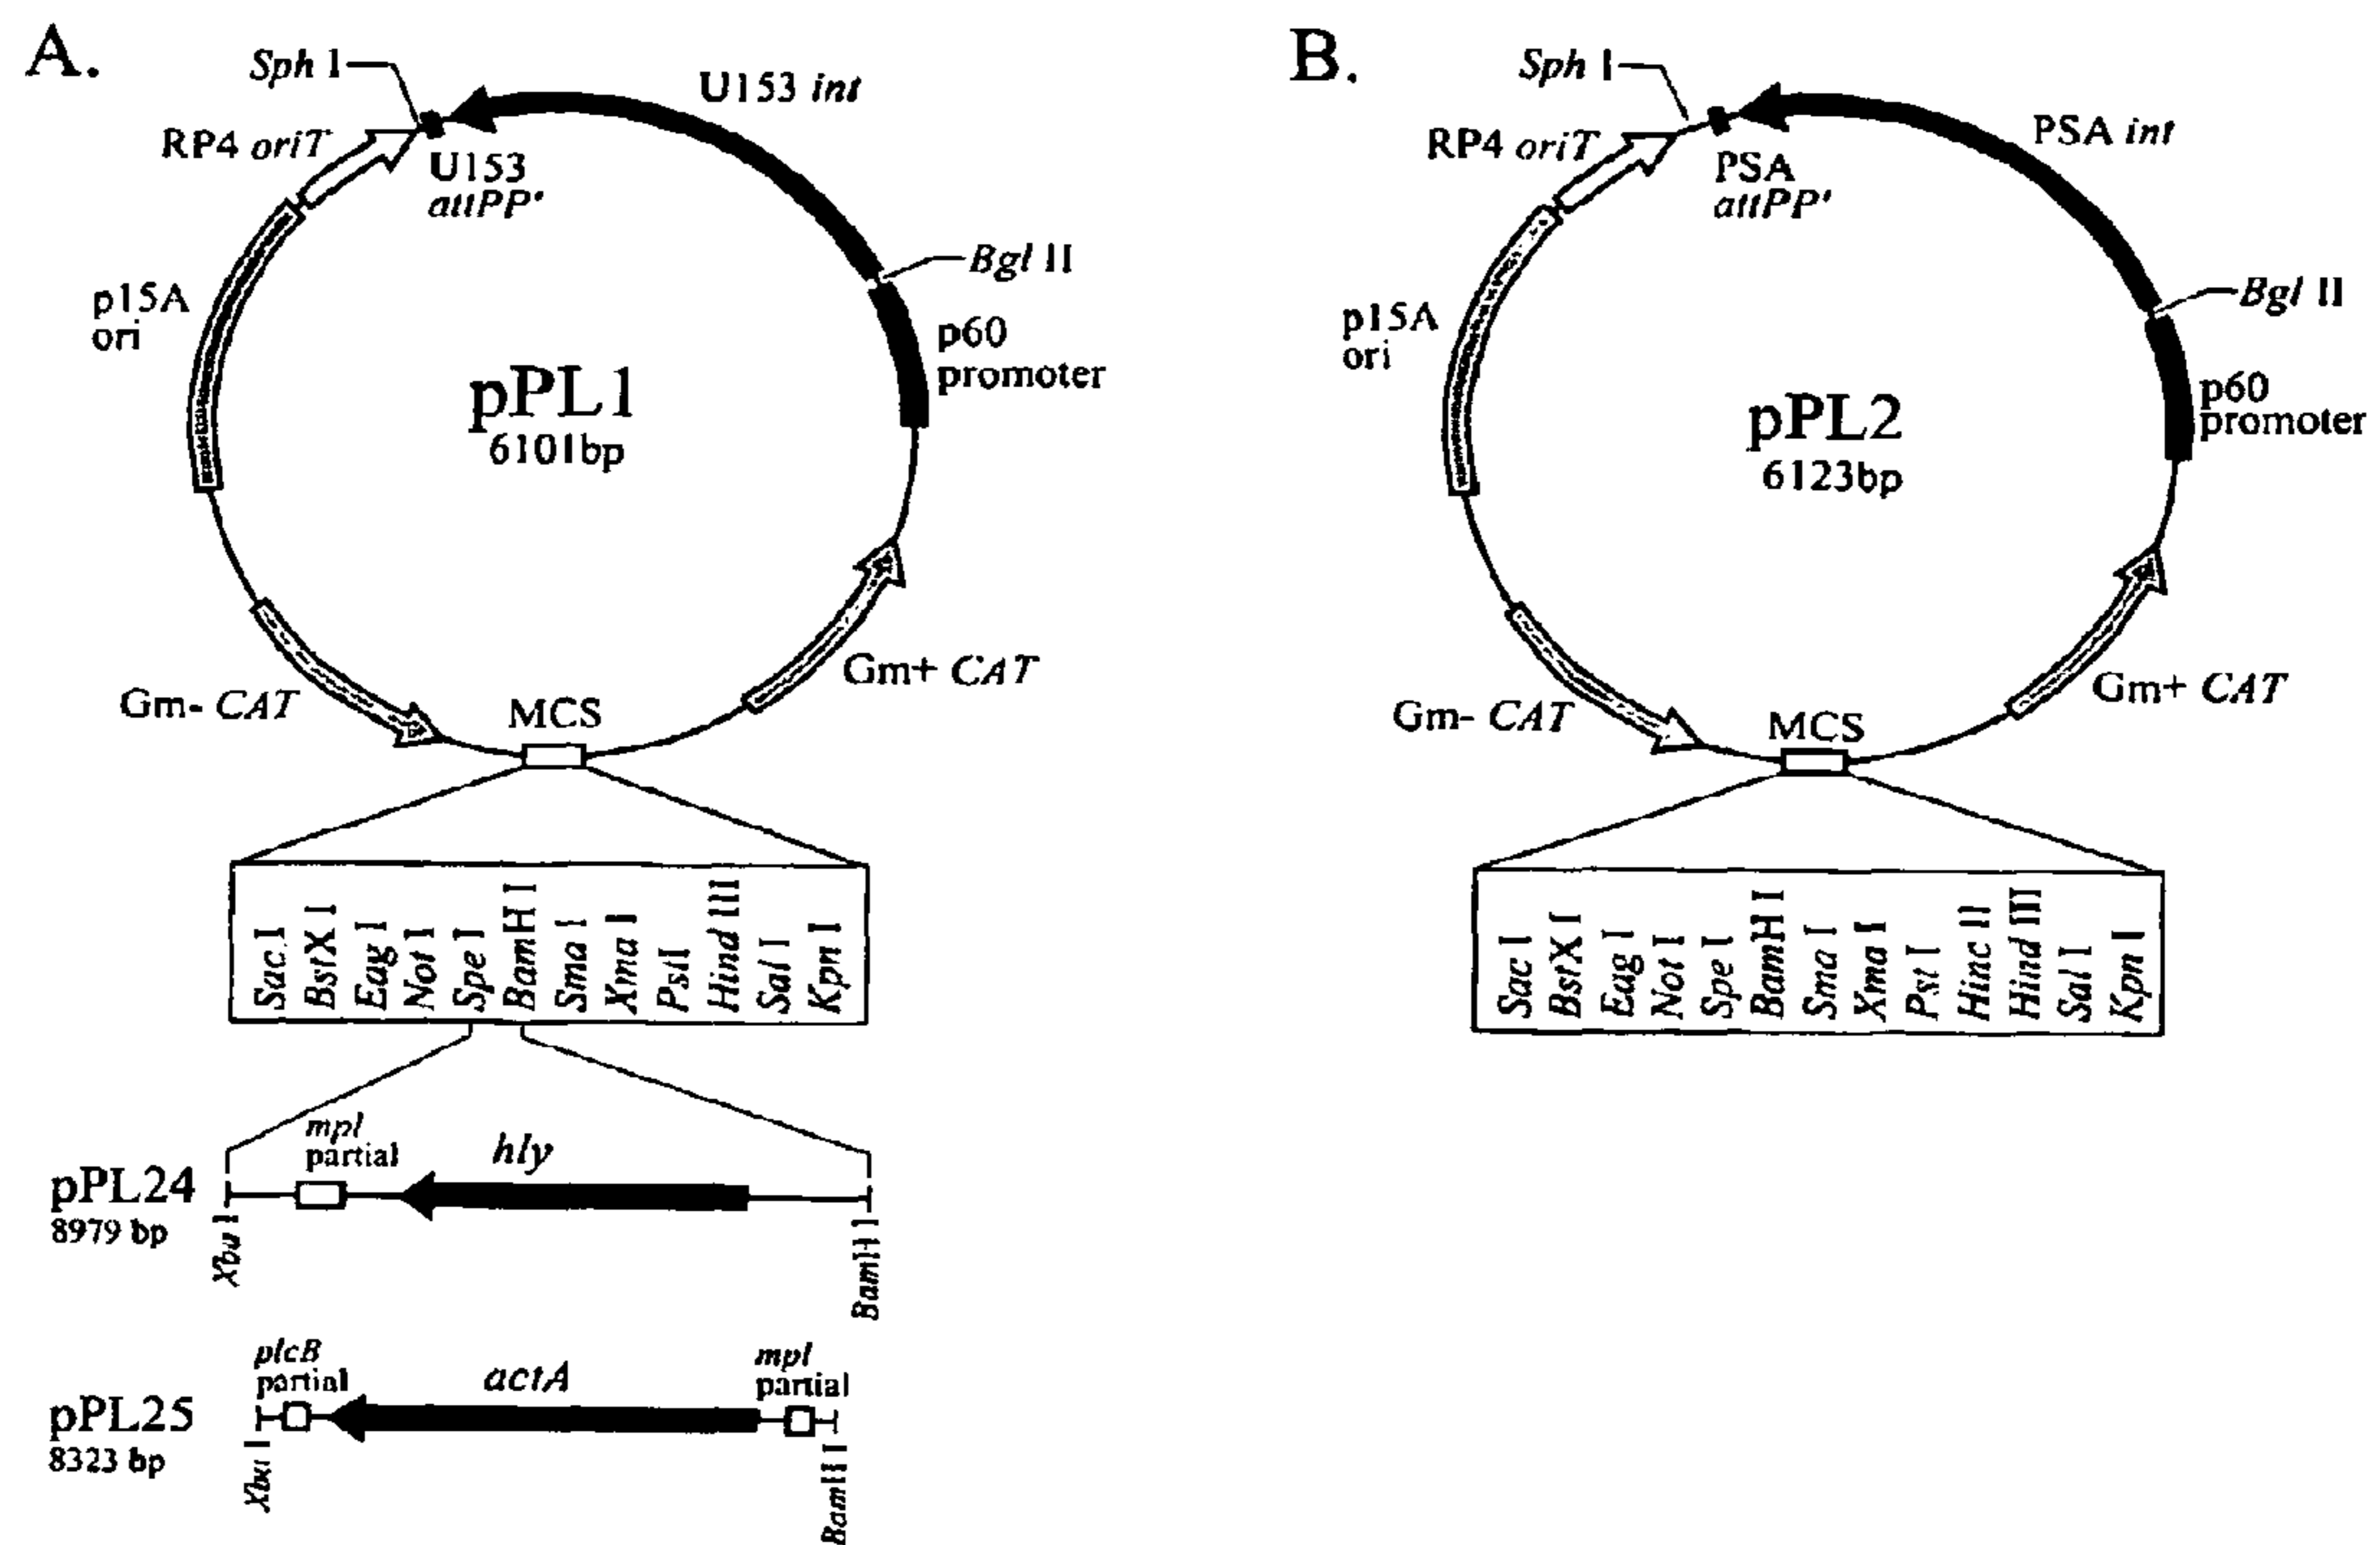 A.
Sph I
U153 int
RP4 oriT
U153
attPP'
Bgl II
p15A
ori
p60
promoter
pPL1
6101bp
Gm+ CAT
Gm- CAT
MCS
Sac I
BstX I
Eag I
Not I
Spe I
BamH I
Sma I
Xma I
PstI
Hind III
Sal I
Kpn I
mpl
partial
hly
pPL24
8979 bp
Xba I
BamH I
plcB
partial
actA
mpl
partial
pPL25
8323 bp
Xba I
BamH I
B.
Sph I
PSA int
RP4 oriT
PSA
attPP'
Bgl II
p15A
ori
p60
promoter
pPL2
6123bp
Gm+ CAT
Gm- CAT
MCS
Sac I
BstX I
Eag I
Not I
Spe I
BamH I
Sma I
Xma I
Pst I
Hinc II
Hind III
Sal I
Kpn I